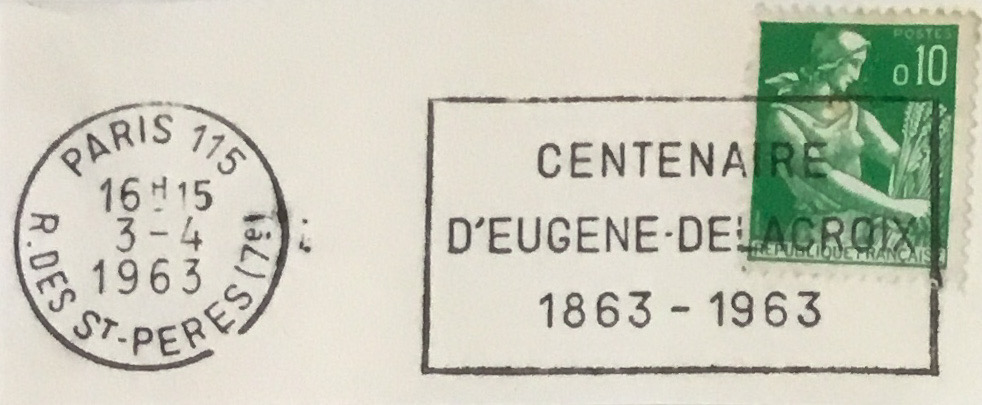 PARIS 115
16H15
3-4
1963
R.DES ST-PERES (7e)
CENTENAIRE
D'EUGENE-DELACROIX
1863-1963
POSTES
0,10
REPUBLIQUE FRANÇAISE